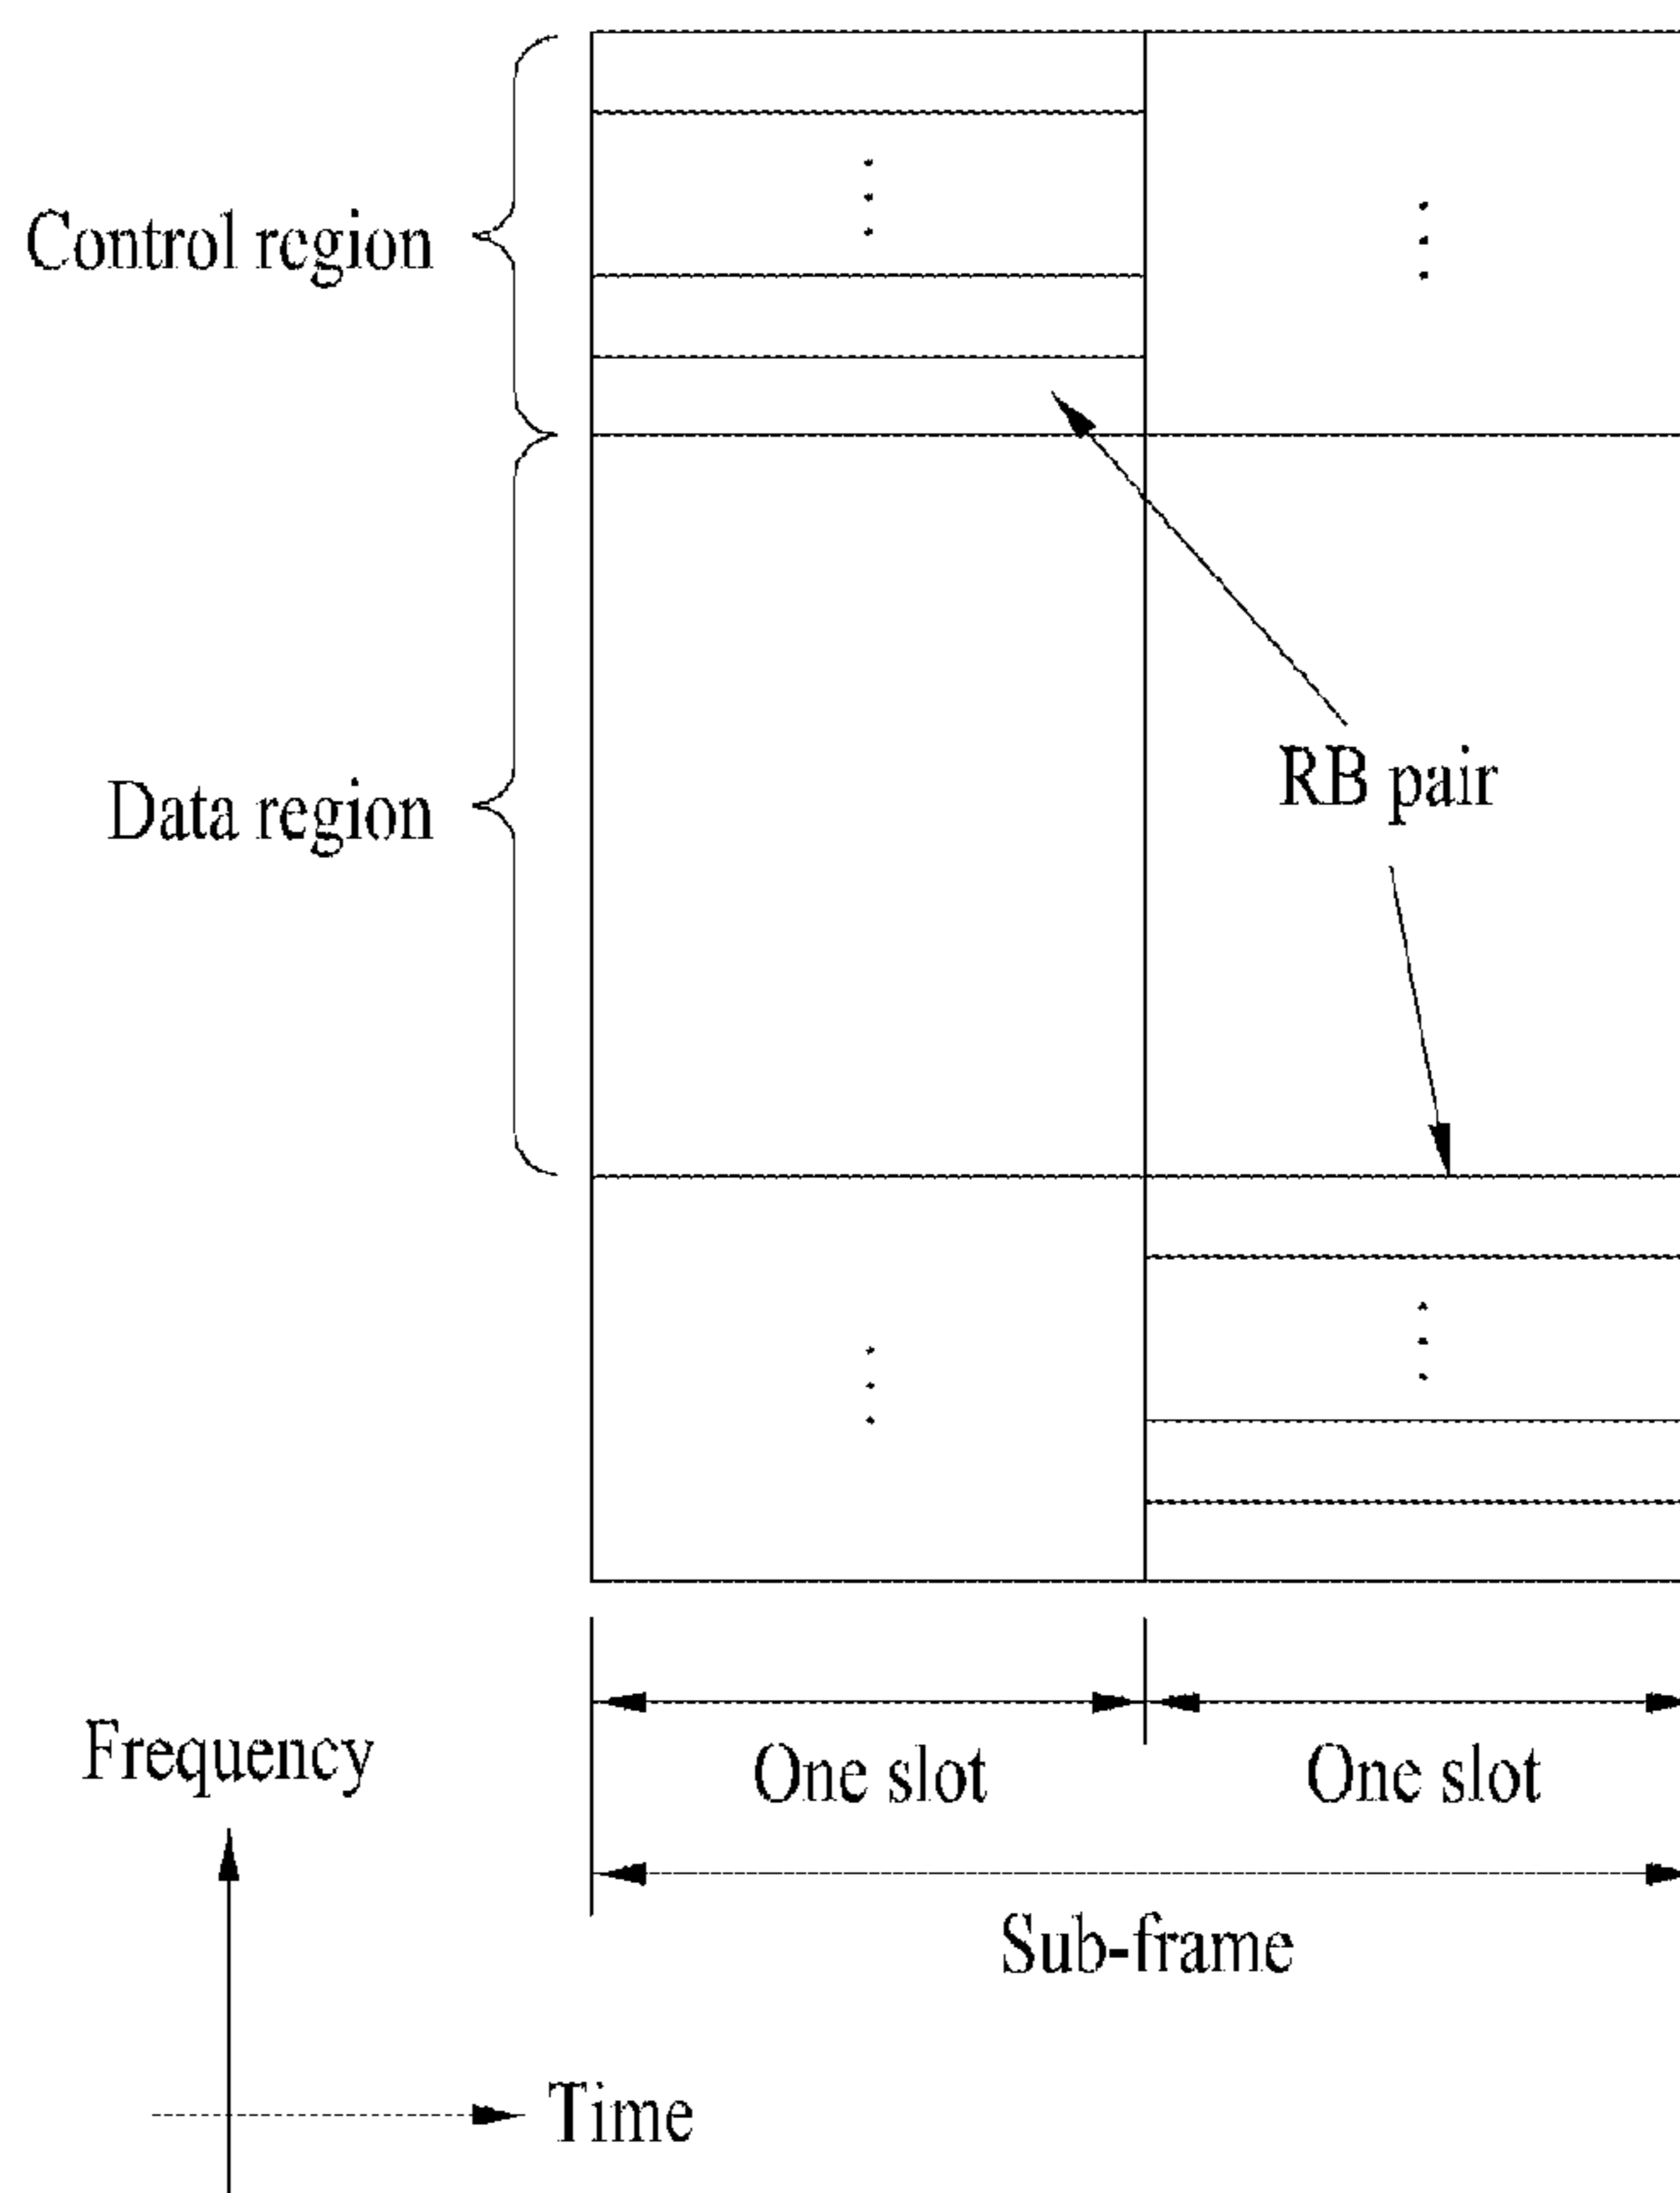 Control region
RB pair
Data region
One slot
One slot
Frequency
Sub-frame
Time